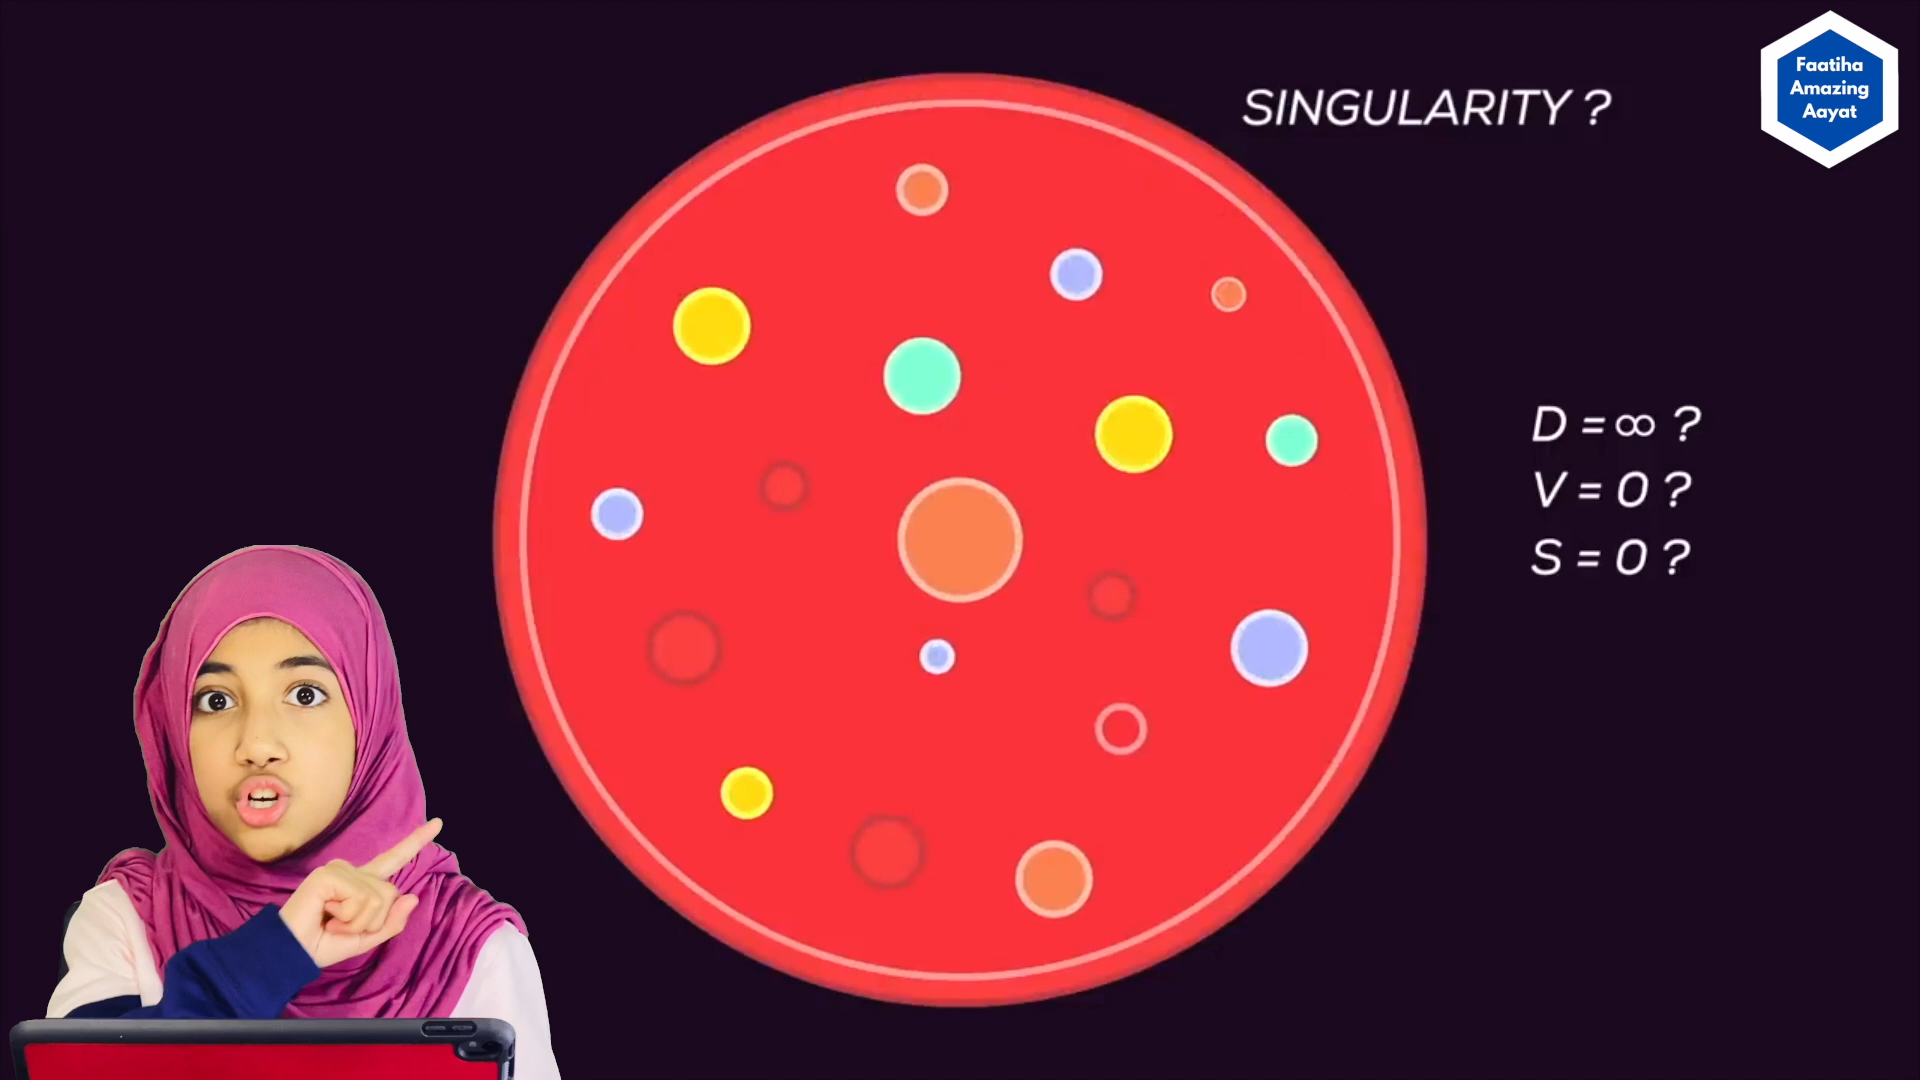 SINGULARITY ?
Faatiha
Amazing
Aayat
D = ∞ ?
V = 0 ?
S = 0 ?